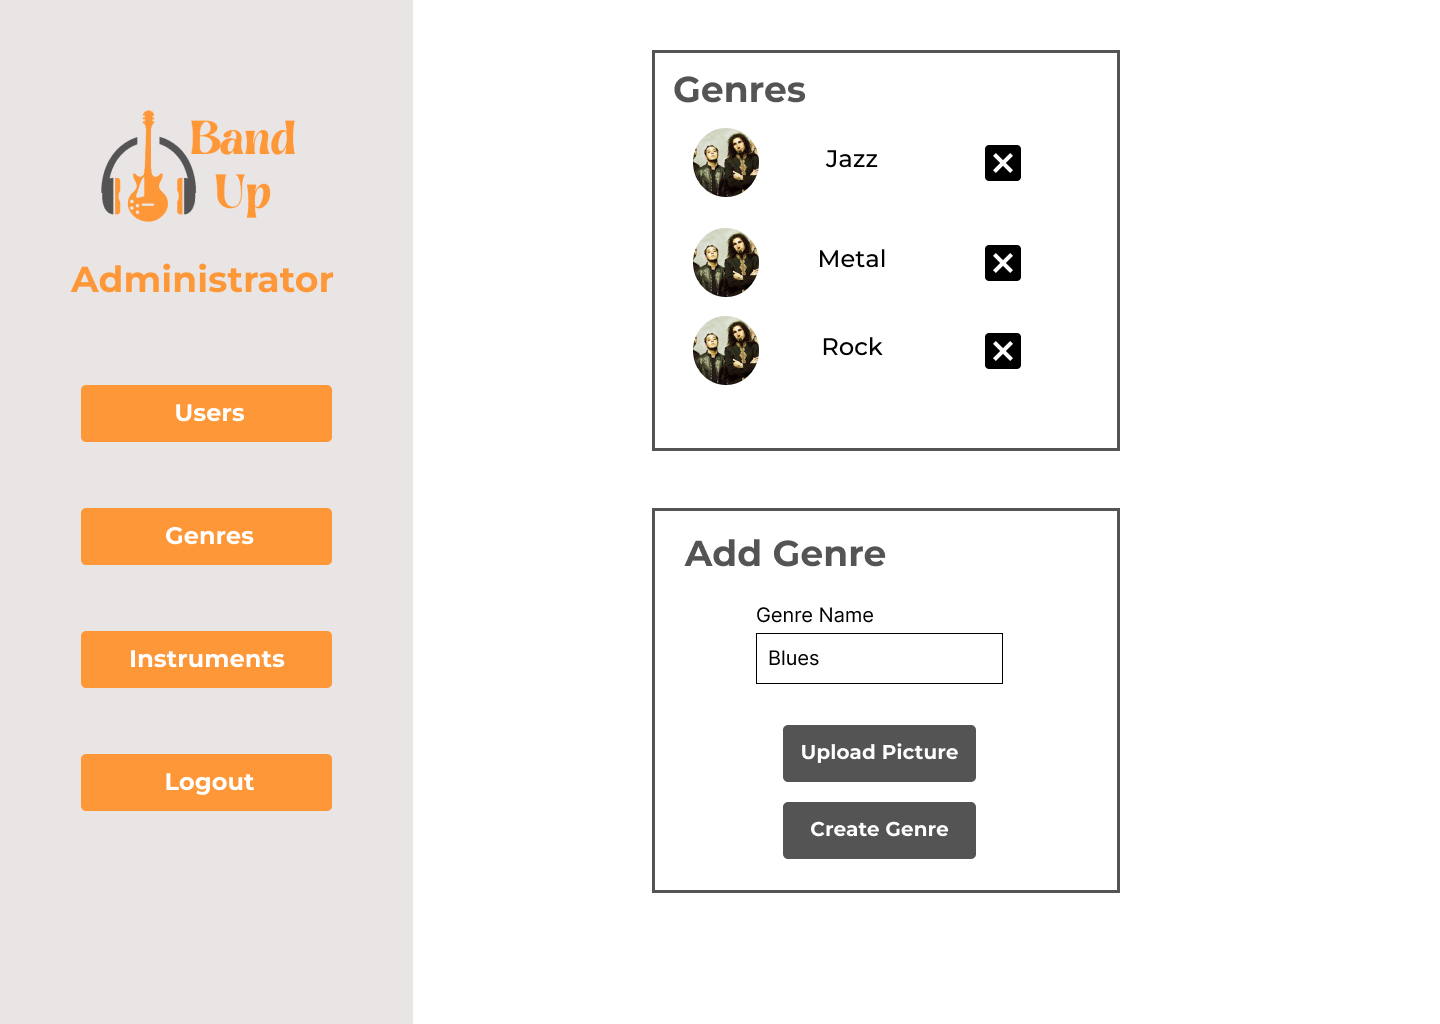 Band
Up
Administrator
Users
Genres
Instruments
Logout
Genres
Jazz
Metal
Rock
Add Genre
Genre Name
Blues
Upload Picture
Create Genre